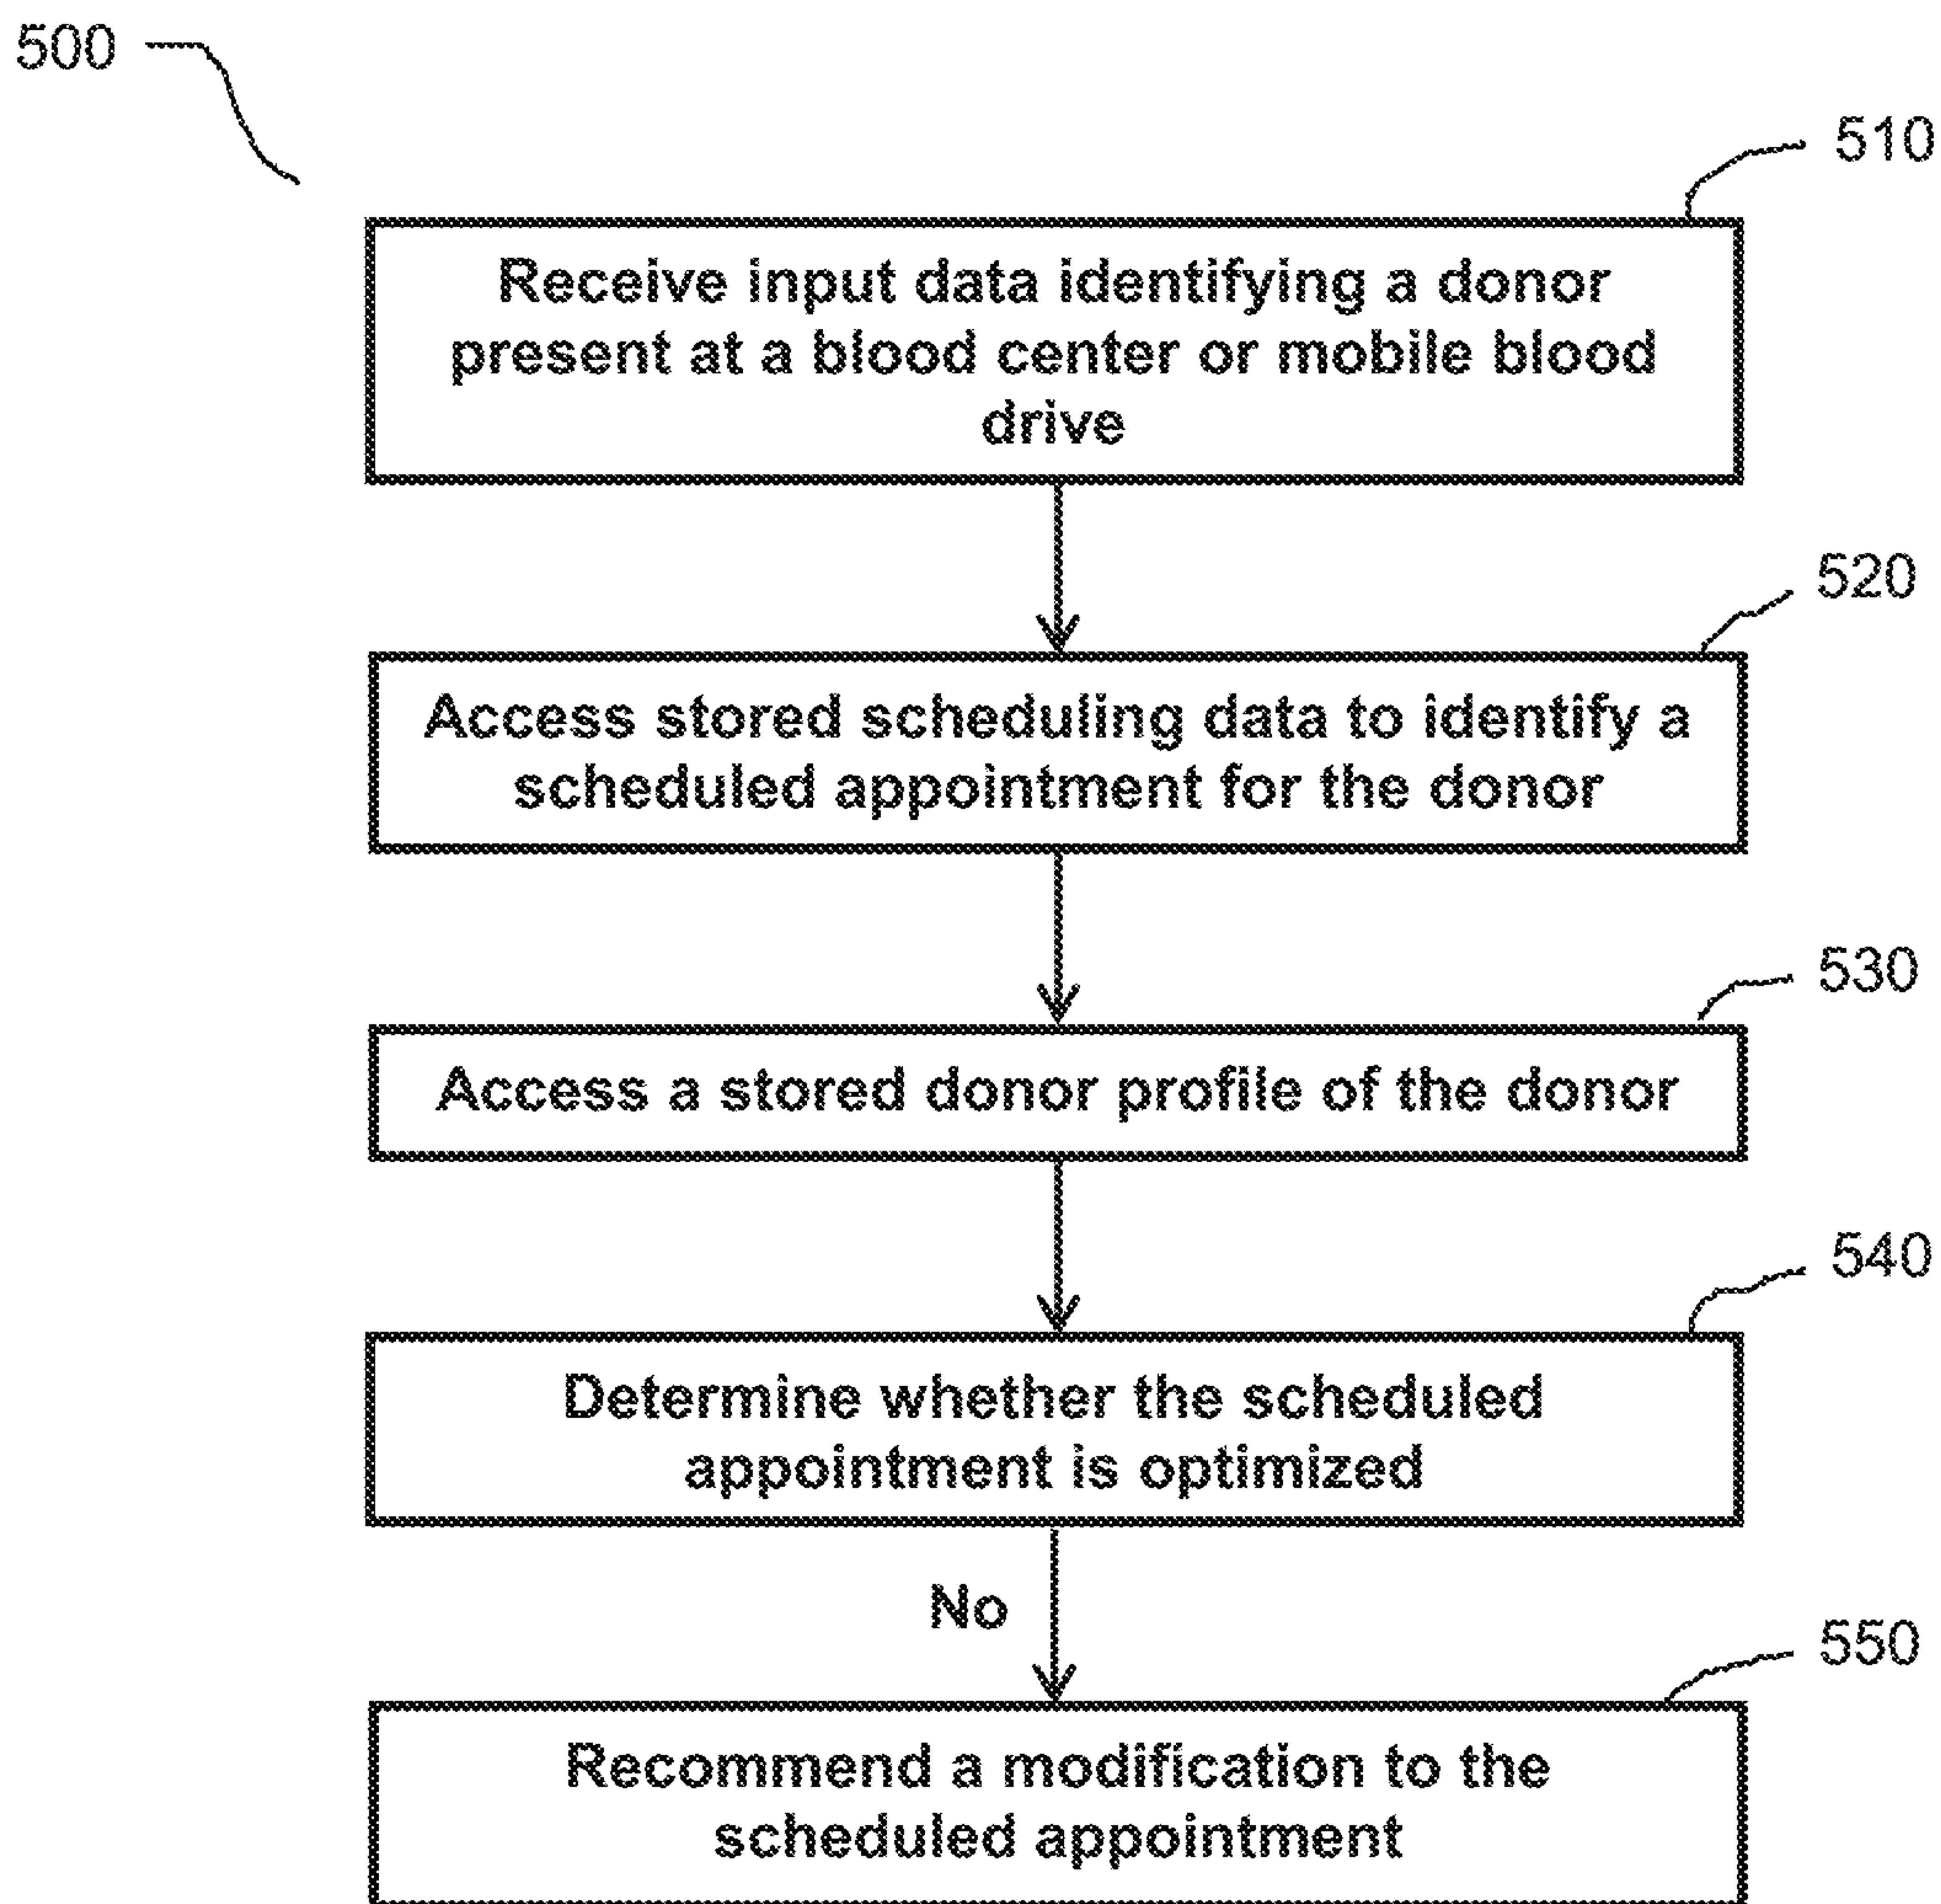 500
510
Receive input data identifying a donor
present at a blood center or mobile blood
drive
520
Access stored scheduling data to identify a
scheduled appointment for the donor
530
Access a stored donor profile of the donor
540
Determine whether the scheduled
appointment is optimized
No
550
Recommend a modification to the
scheduled appointment